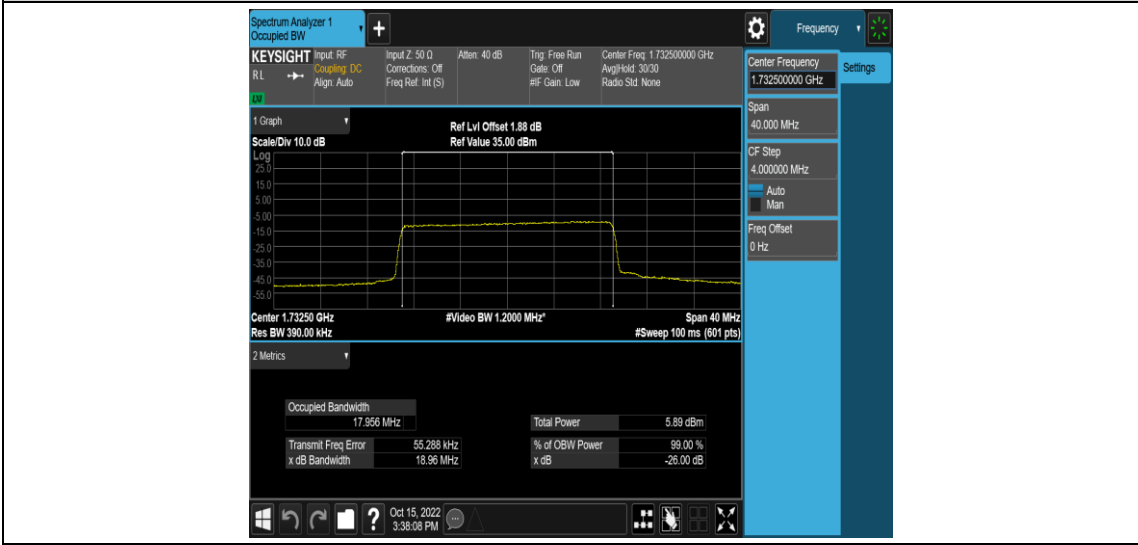 Spectrum Analyzer 1
Occupied BW
+
Frequency
KEYSIGHT Input: RF Input Z: 50 Ω Atten: 40 dB Trig: Free Run Center Freq: 1.732500000 GHz
RL Coupling: DC Corrections: Off Gate: Off Avg|Hold: 30/30
Align: Auto Freq Ref: Int (S) #IF Gain: Low Radio Std: None
LXI
Center Frequency
1.732500000 GHz
Settings
Span
40.000 MHz
CF Step
4.000000 MHz
Auto
Man
Freq Offset
0 Hz
1 Graph
Ref Lvl Offset 1.88 dB
Scale/Div 10.0 dB Ref Value 35.00 dBm
Log
25.0
15.0
5.00
-5.00
-15.0
-25.0
-35.0
-45.0
-55.0
Center 1.73250 GHz #Video BW 1.2000 MHz* Span 40 MHz
Res BW 390.00 kHz #Sweep 100 ms (601 pts)
2 Metrics
Occupied Bandwidth
17.956 MHz Total Power 5.89 dBm
Transmit Freq Error 55.288 kHz % of OBW Power 99.00 %
x dB Bandwidth 18.96 MHz x dB -26.00 dB
? Oct 15, 2022
3:38:08 PM